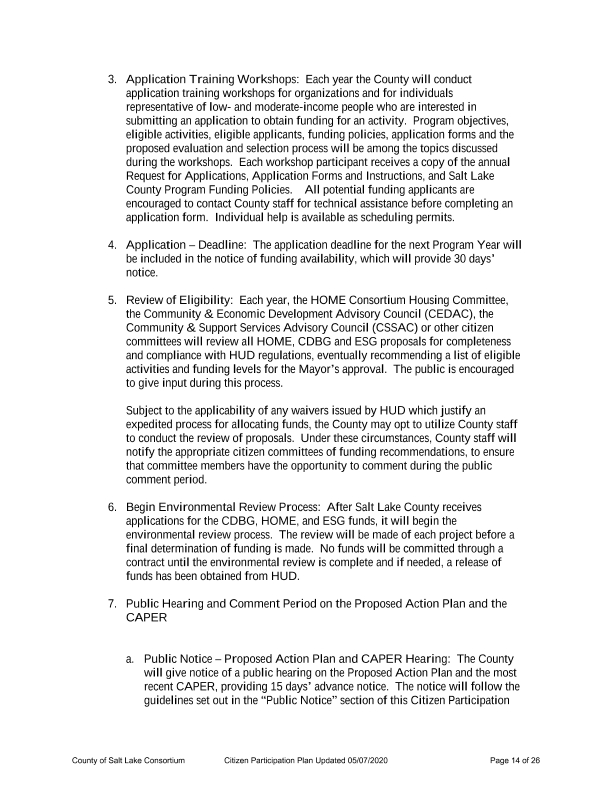 3. Application Training Workshops:  Each year the County will conduct
application training workshops for organizations and for individuals
representative of low- and moderate-income people who are interested in
submitting an application to obtain funding for an activity.  Program objectives,
eligible activities, eligible applicants, funding policies, application forms and the
proposed evaluation and selection process will be among the topics discussed
during the workshops.  Each workshop participant receives a copy of the annual
Request for Applications, Application Forms and Instructions, and Salt Lake
County Program Funding Policies.    All potential funding applicants are
encouraged to contact County staff for technical assistance before completing an
application form.  Individual help is available as scheduling permits.
4. Application – Deadline:  The application deadline for the next Program Year will
be included in the notice of funding availability, which will provide 30 days’
notice.
5. Review of Eligibility:  Each year, the HOME Consortium Housing Committee,
the Community & Economic Development Advisory Council (CEDAC), the
Community & Support Services Advisory Council (CSSAC) or other citizen
committees will review all HOME, CDBG and ESG proposals for completeness
and compliance with HUD regulations, eventually recommending a list of eligible
activities and funding levels for the Mayor’s approval.  The public is encouraged
to give input during this process.
Subject to the applicability of any waivers issued by HUD which justify an
expedited process for allocating funds, the County may opt to utilize County staff
to conduct the review of proposals.  Under these circumstances, County staff will
notify the appropriate citizen committees of funding recommendations, to ensure
that committee members have the opportunity to comment during the public
comment period.
6. Begin Environmental Review Process:  After Salt Lake County receives
applications for the CDBG, HOME, and ESG funds, it will begin the
environmental review process.  The review will be made of each project before a
final determination of funding is made.  No funds will be committed through a
contract until the environmental review is complete and if needed, a release of
funds has been obtained from HUD.
7. Public Hearing and Comment Period on the Proposed Action Plan and the
CAPER
a. Public Notice – Proposed Action Plan and CAPER Hearing:  The County
will give notice of a public hearing on the Proposed Action Plan and the most
recent CAPER, providing 15 days’ advance notice.  The notice will follow the
guidelines set out in the “Public Notice” section of this Citizen Participation
County of Salt Lake Consortium Citizen Participation Plan Updated 05/07/2020 Page 14 of 26